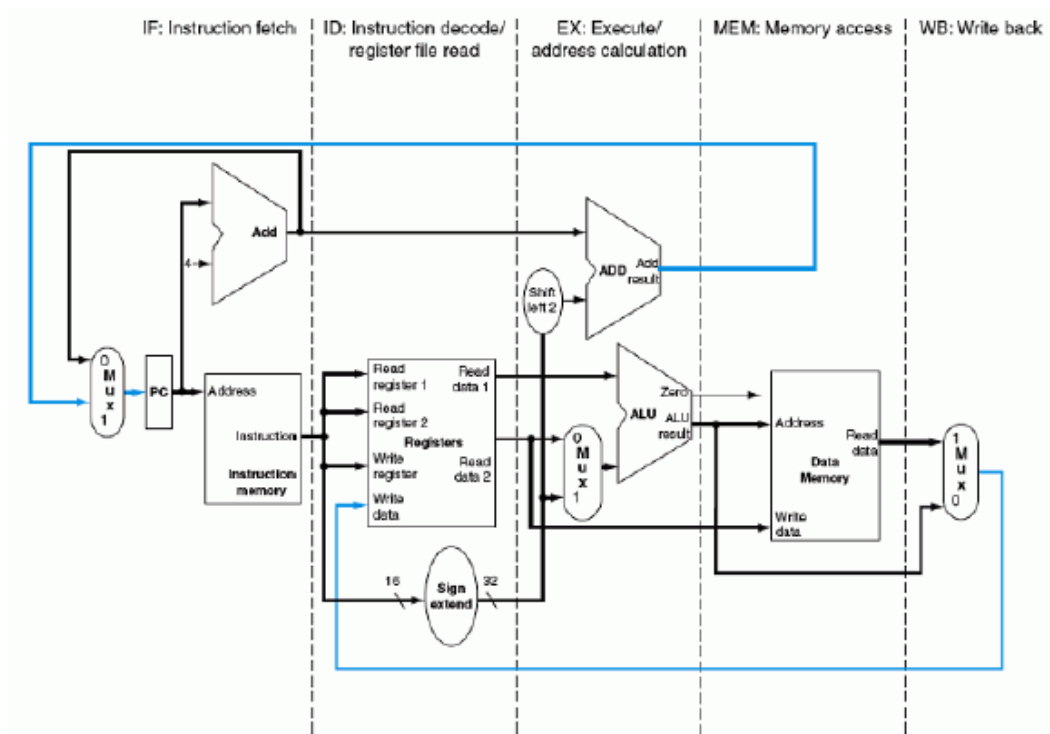 IF: Instruction fetch
ID: Instruction decode/
register file read
EX: Execute/
address calculation
MEM: Memory access
WB: Write back
Add
4
ADD
Add
result
Shift
left 2
0
M
u
x
1
PC
Address
Instruction
Instruction
memory
Read
register 1
Read
register 2
Registers
Write
register
Write
data
Read
data 1
Read
data 2
0
M
u
x
1
Zero
ALU
ALU
result
Address
Read
data
Data
Memory
Write
data
1
M
u
x
0
16
Sign
extend
32